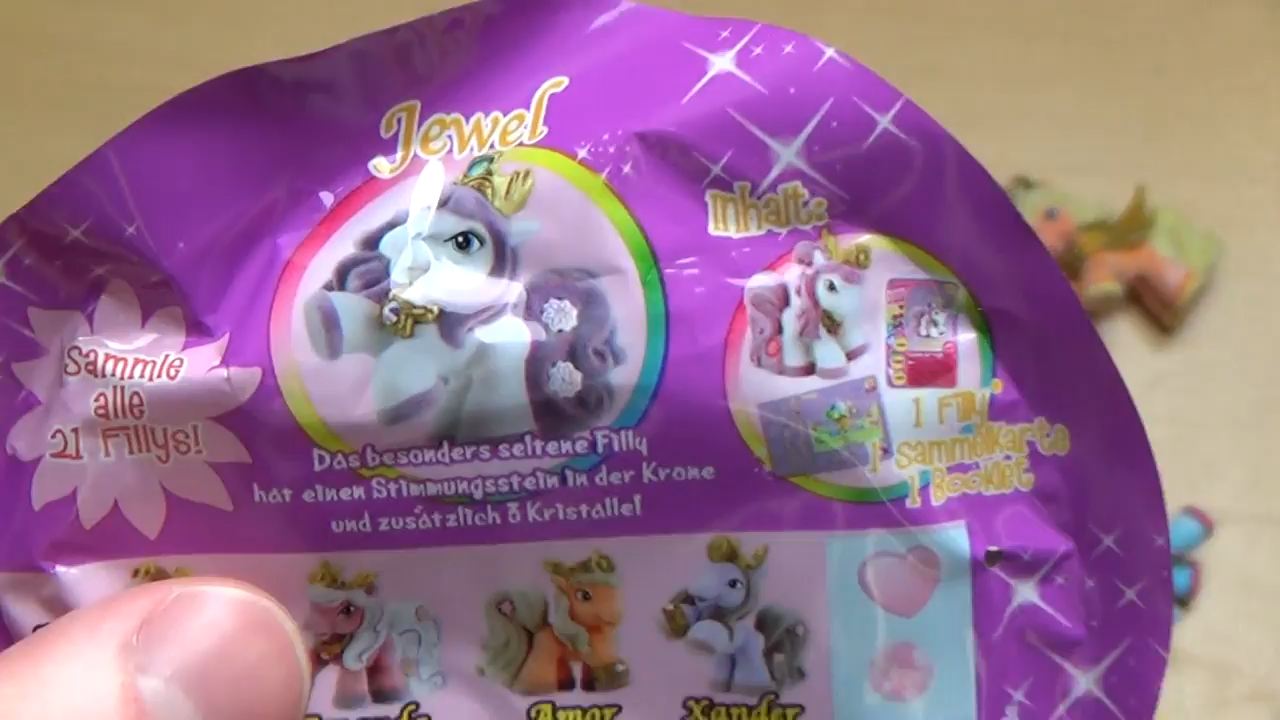 Jewel
Inhalt:
Sammle
alle
21 Fillys!
1 Filly
1 Sammelkarte
1 Booklet
Das besonders seltene Filly
hat einen Stimmungsstein in der Krone
und zusätzlich 8 Kristalle!
Amor
Xander